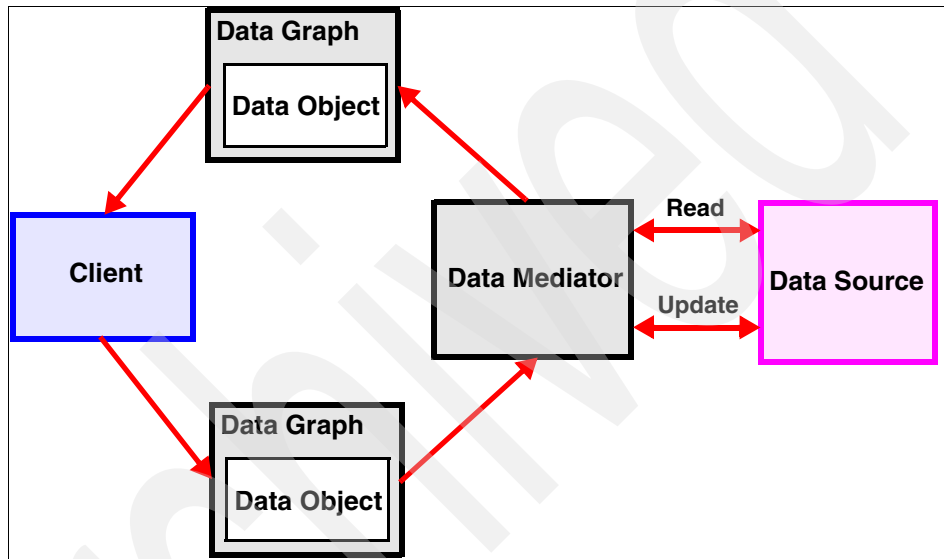 Data Graph
Data Object
Client
Data Mediator
Read
Update
Data Source
Data Graph
Data Object